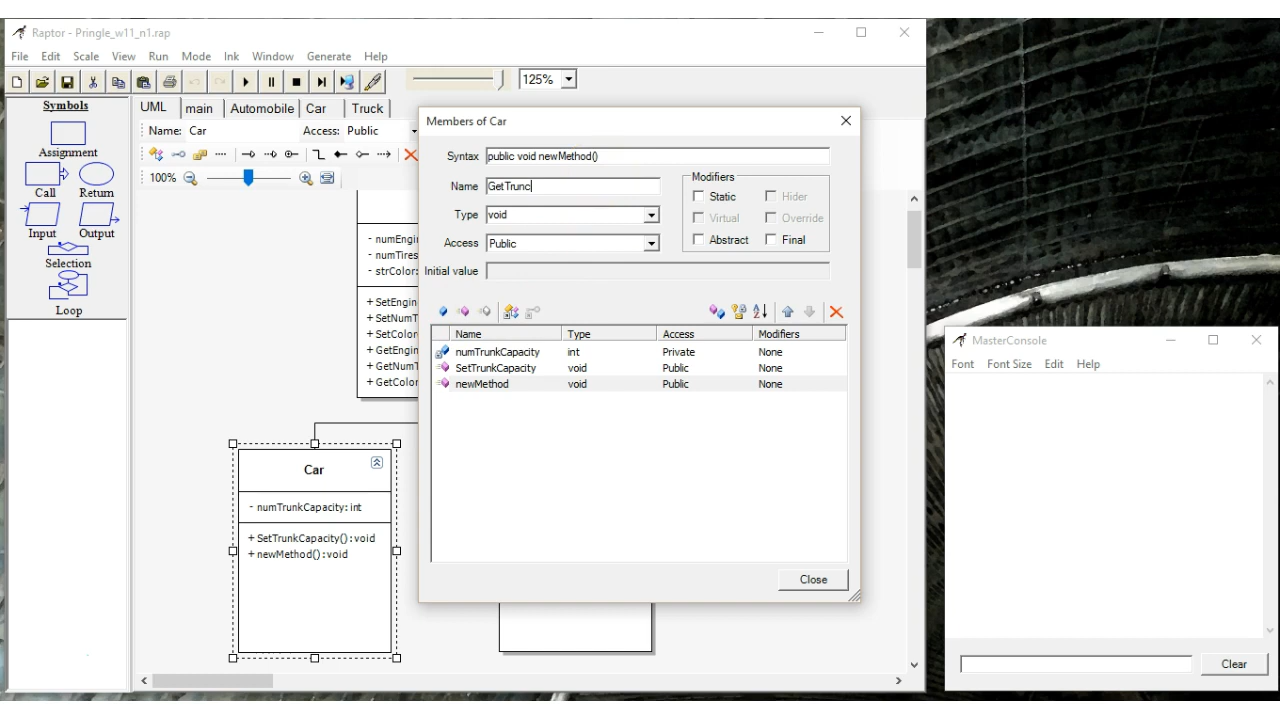 Raptor - Pringle_w11_n1.rap
File Edit Scale View Run Mode Ink Window Generate Help
125%
Symbols
Assignment
Call Return
Input Output
Selection
Loop
UML main Automobile Car Truck
Name: Car Access: Public
100%
- numEngin
- numTires
- strColor:
+ SetEngin
+ SetNumT
+ SetColor
+ GetEngin
+ GetNumT
+ GetColor
Car
- numTrunkCapacity: int
+ SetTrunkCapacity():void
+ newMethod():void
Members of Car
Syntax public void newMethod()
Name GetTrunc
Type void
Access Public
Initial value
Modifiers
Static Hider
Virtual Override
Abstract Final
Name Type Access Modifiers
numTrunkCapacity int Private None
SetTrunkCapacity void Public None
newMethod void Public None
Close
MasterConsole
Font Font Size Edit Help
Clear